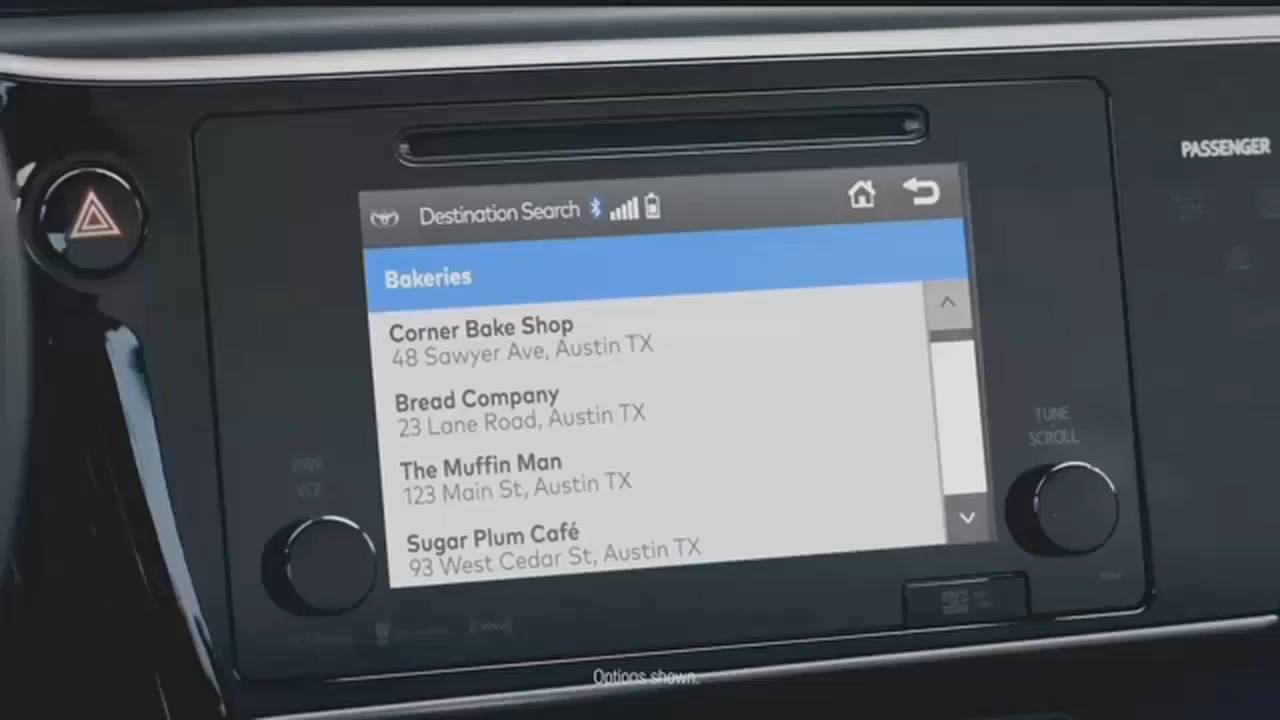 PASSENGER
Destination Search
Bakeries
Corner Bake Shop
48 Sawyer Ave, Austin TX
Bread Company
23 Lane Road, Austin TX
The Muffin Man
123 Main St, Austin TX
Sugar Plum Café
93 West Cedar St, Austin TX
TUNE
SCROLL
PWR
VOL
Options shown.